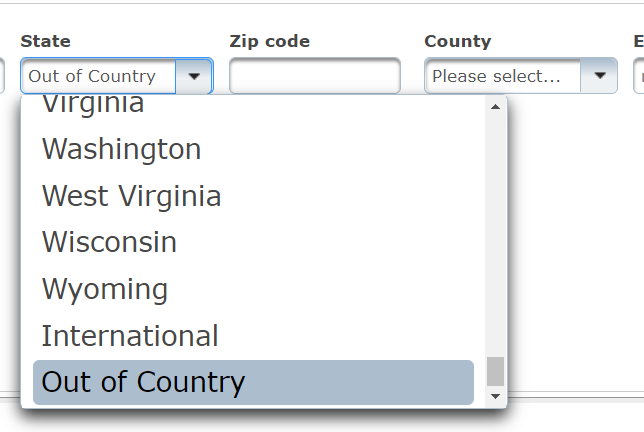 State
Zip code
County
E
Out of Country
Please select...
Virginia
Washington
West Virginia
Wisconsin
Wyoming
International
Out of Country